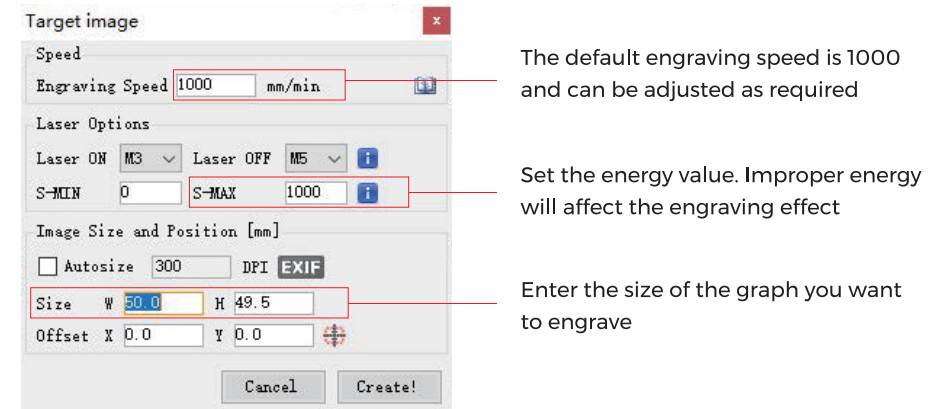 Target image
x
Speed
Engraving Speed 1000 mm/min
The default engraving speed is 1000
and can be adjusted as required
Laser Options
Laser ON M3 Laser OFF M5 i
S-MIN 0 S-MAX 1000 i
Set the energy value. Improper energy
will affect the engraving effect
Image Size and Position [mm]
Autosize 300 DPI EXIF
Size W 50.0 H 49.5
Enter the size of the graph you want
to engrave
Offset X 0.0 Y 0.0
Cancel Create!